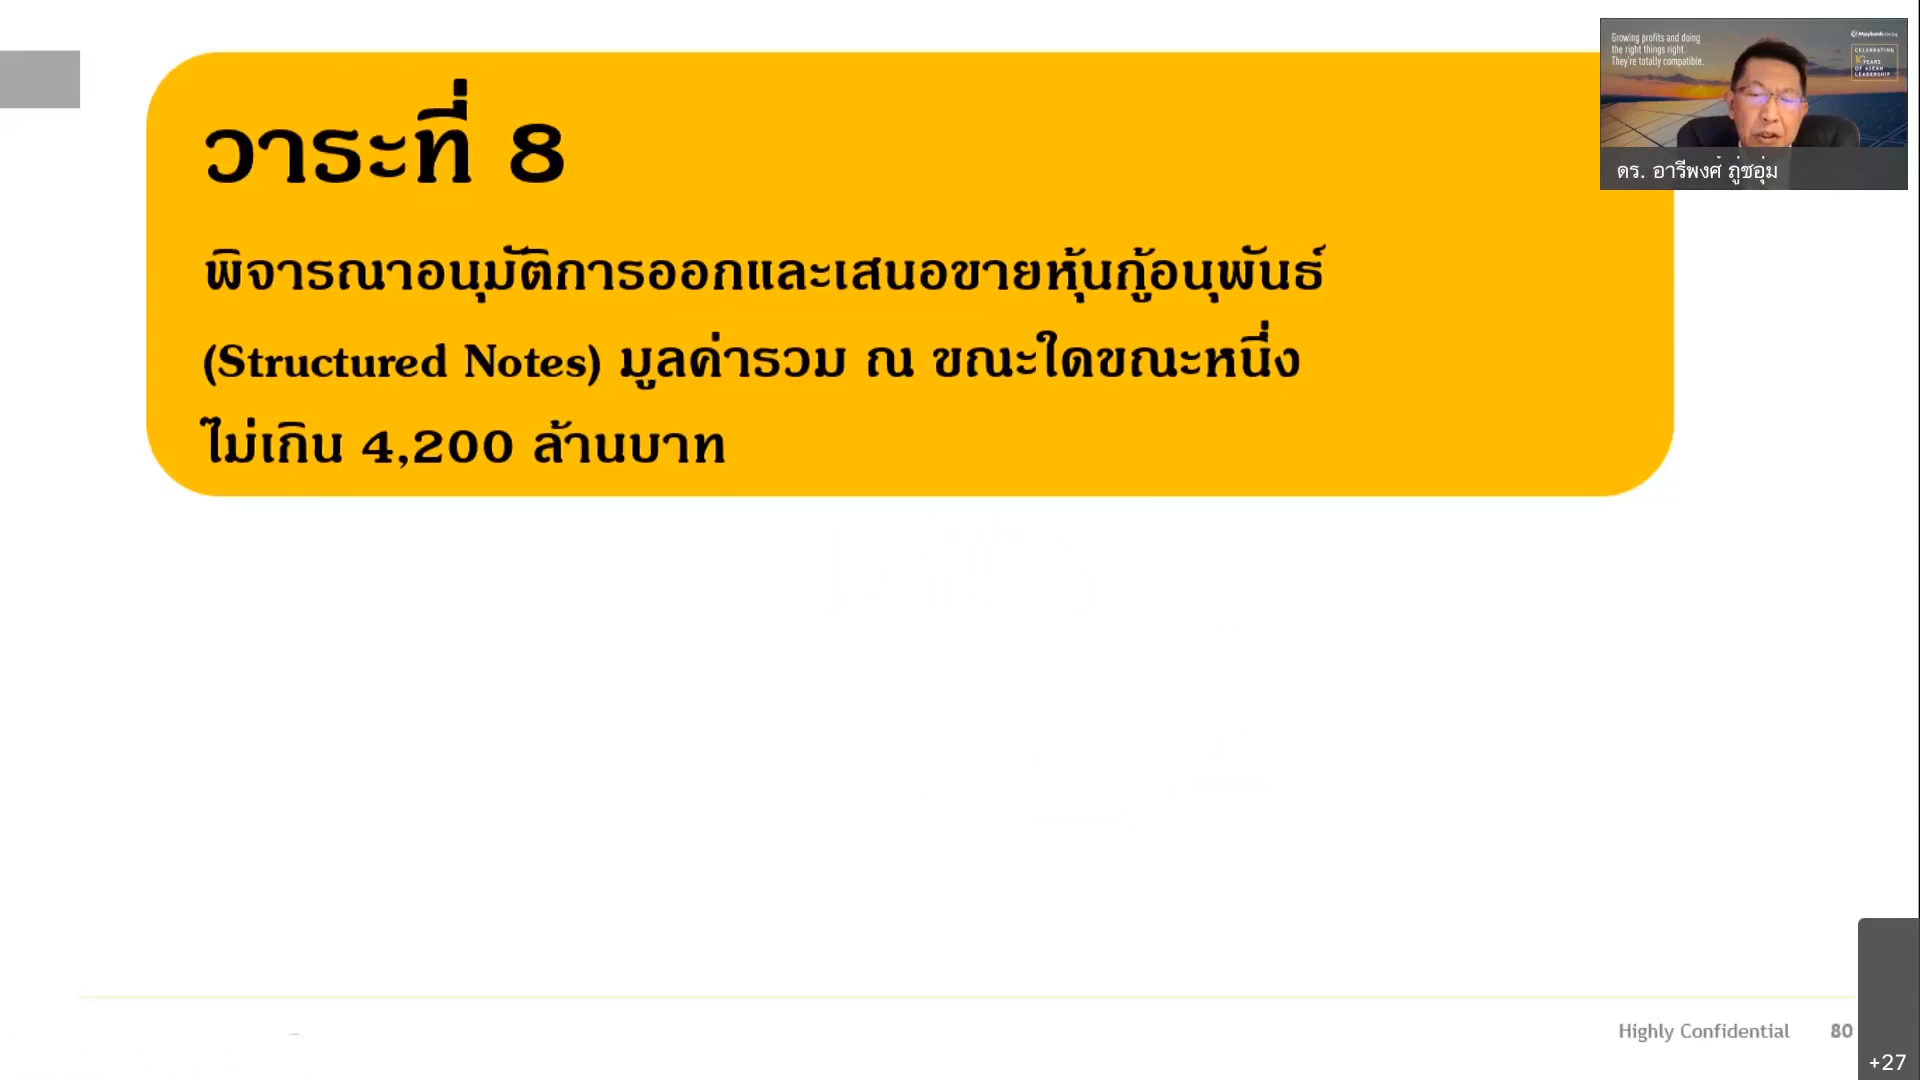 วาระที่ 8
พิจารณาอนุมัติการออกและเสนอขายหุ้นกู้อนุพันธ์
(Structured Notes) มูลค่ารวม ณ ขณะใดขณะหนึ่ง
ไม่เกิน 4,200 ล้านบาท
Growing profits and doing
the right things right.
They're totally compatible.
Maybank
CELEBRATING
10 YEARS
OF ASEAN
LEADERSHIP
ดร. อารีพงศ์ ภู่ชอุ่ม
Highly Confidential 80
+27